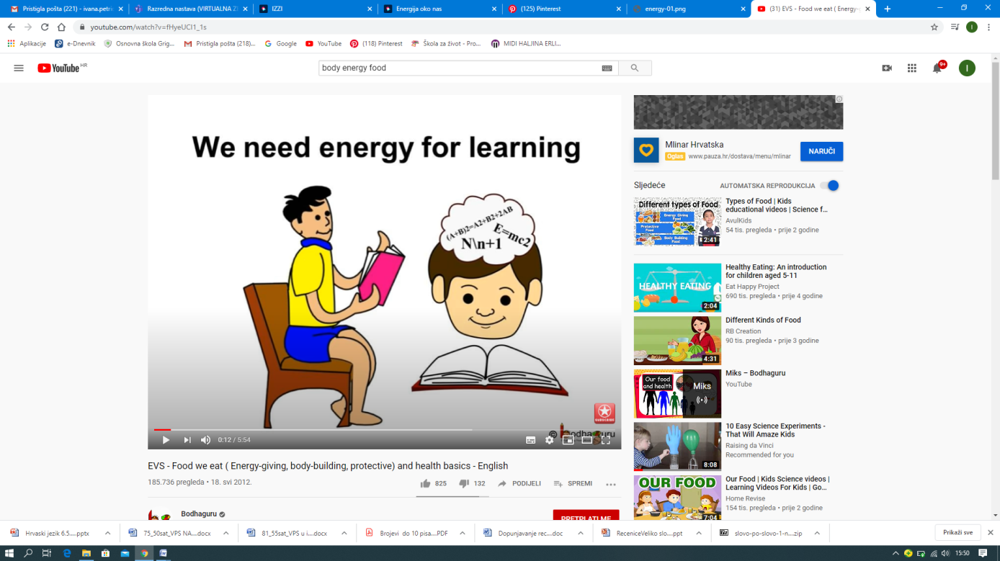 Pristigla pošta (221) - ivana.petri
Razredna nastava (VIRTUALNA Z
IZZI
Energija oko nas
(125) Pinterest
energy-01.png
(31) EVS - Food we eat ( Energy-g
youtube.com/watch?v=fHyeUCI1_1s
Aplikacije
e-Dnevnik
Osnovna škola Grig...
Pristigla pošta (218)...
Google
YouTube
(118) Pinterest
Škola za život - Pro...
MIDI HALJINA ERLI...
YouTube HR
body energy food
9+
I
We need energy for learning
(A+B)2=A2+B2+2AB
E=mc2
N\n+1
SUBSCRIBE
0:12 / 5:54
EVS - Food we eat ( Energy-giving, body-building, protective) and health basics - English
185.736 pregleda • 18. svi 2012.
825
132
PODIJELI
SPREMI
Bodhaguru
PRETPLATI ME
Mlinar Hrvatska
Oglas www.pauza.hr/dostava/menu/mlinar
NARUČI
Sljedeće
AUTOMATSKA REPRODUKCIJA
Different types of Food
Energy Giving Food
Protective Food
Body Building Food
2:41
Types of Food | Kids
educational videos | Science f...
AvulKids
54 tis. pregleda • prije 2 godine
HEALTHY EATING
2:04
Healthy Eating: An introduction
for children aged 5-11
Eat Happy Project
690 tis. pregleda • prije 4 godine
4:31
Different Kinds of Food
RB Creation
90 tis. pregleda • prije 3 godine
Our food
and health
Miks
Miks – Bodhaguru
YouTube
8:08
10 Easy Science Experiments -
That Will Amaze Kids
Raising da Vinci
Recommended for you
OUR FOOD
7:04
Our Food | Kids Science videos |
Learning Videos For Kids | Go...
Home Revise
154 tis. pregleda • prije 2 godine
Hrvaski jezik 6.5.....pptx
75_50sat_VPS NA....docx
81_55sat_VPS u i....docx
Brojevi do 10 pisa....PDF
Dopunjavanje rec....doc
ReceniceVeliko slo....ppt
slovo-po-slovo-1-n....zip
Prikaži sve
15:50